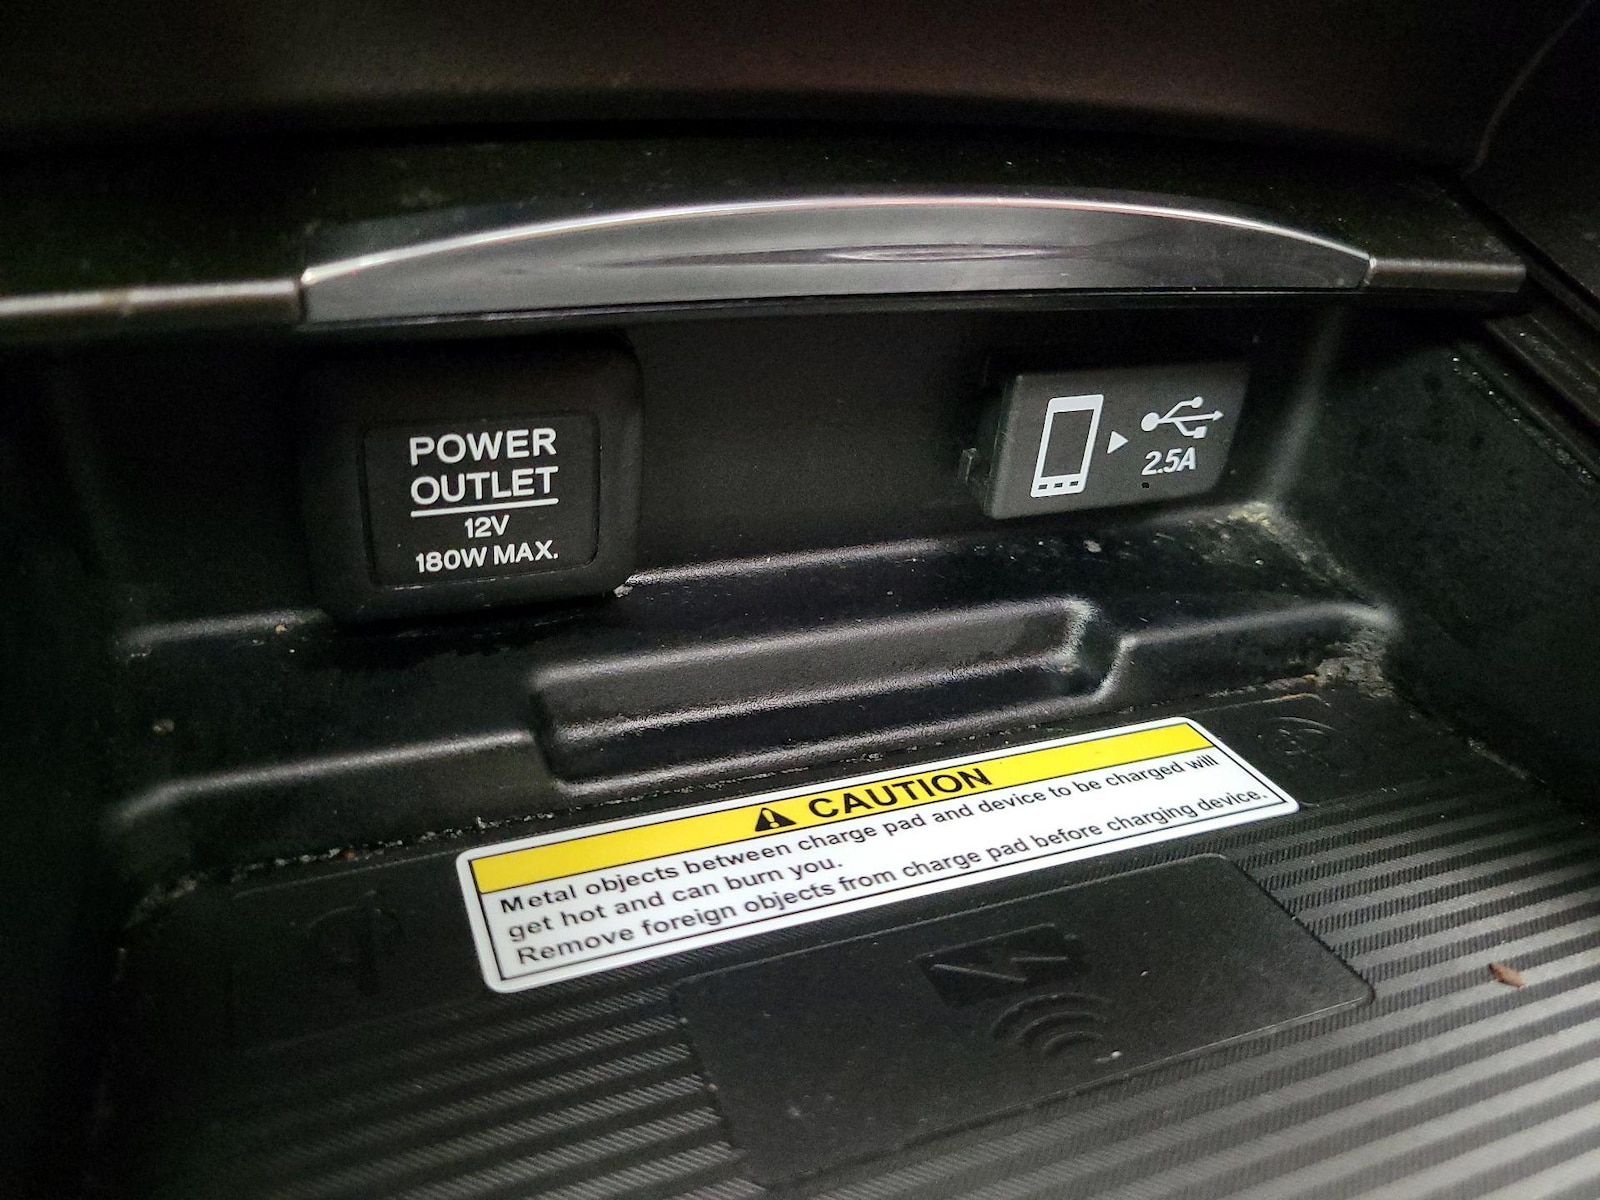 POWER
OUTLET
12V
180W MAX.
2.5A
CAUTION
Metal objects between charge pad and device to be charged will
get hot and can burn you.
Remove foreign objects from charge pad before charging device.